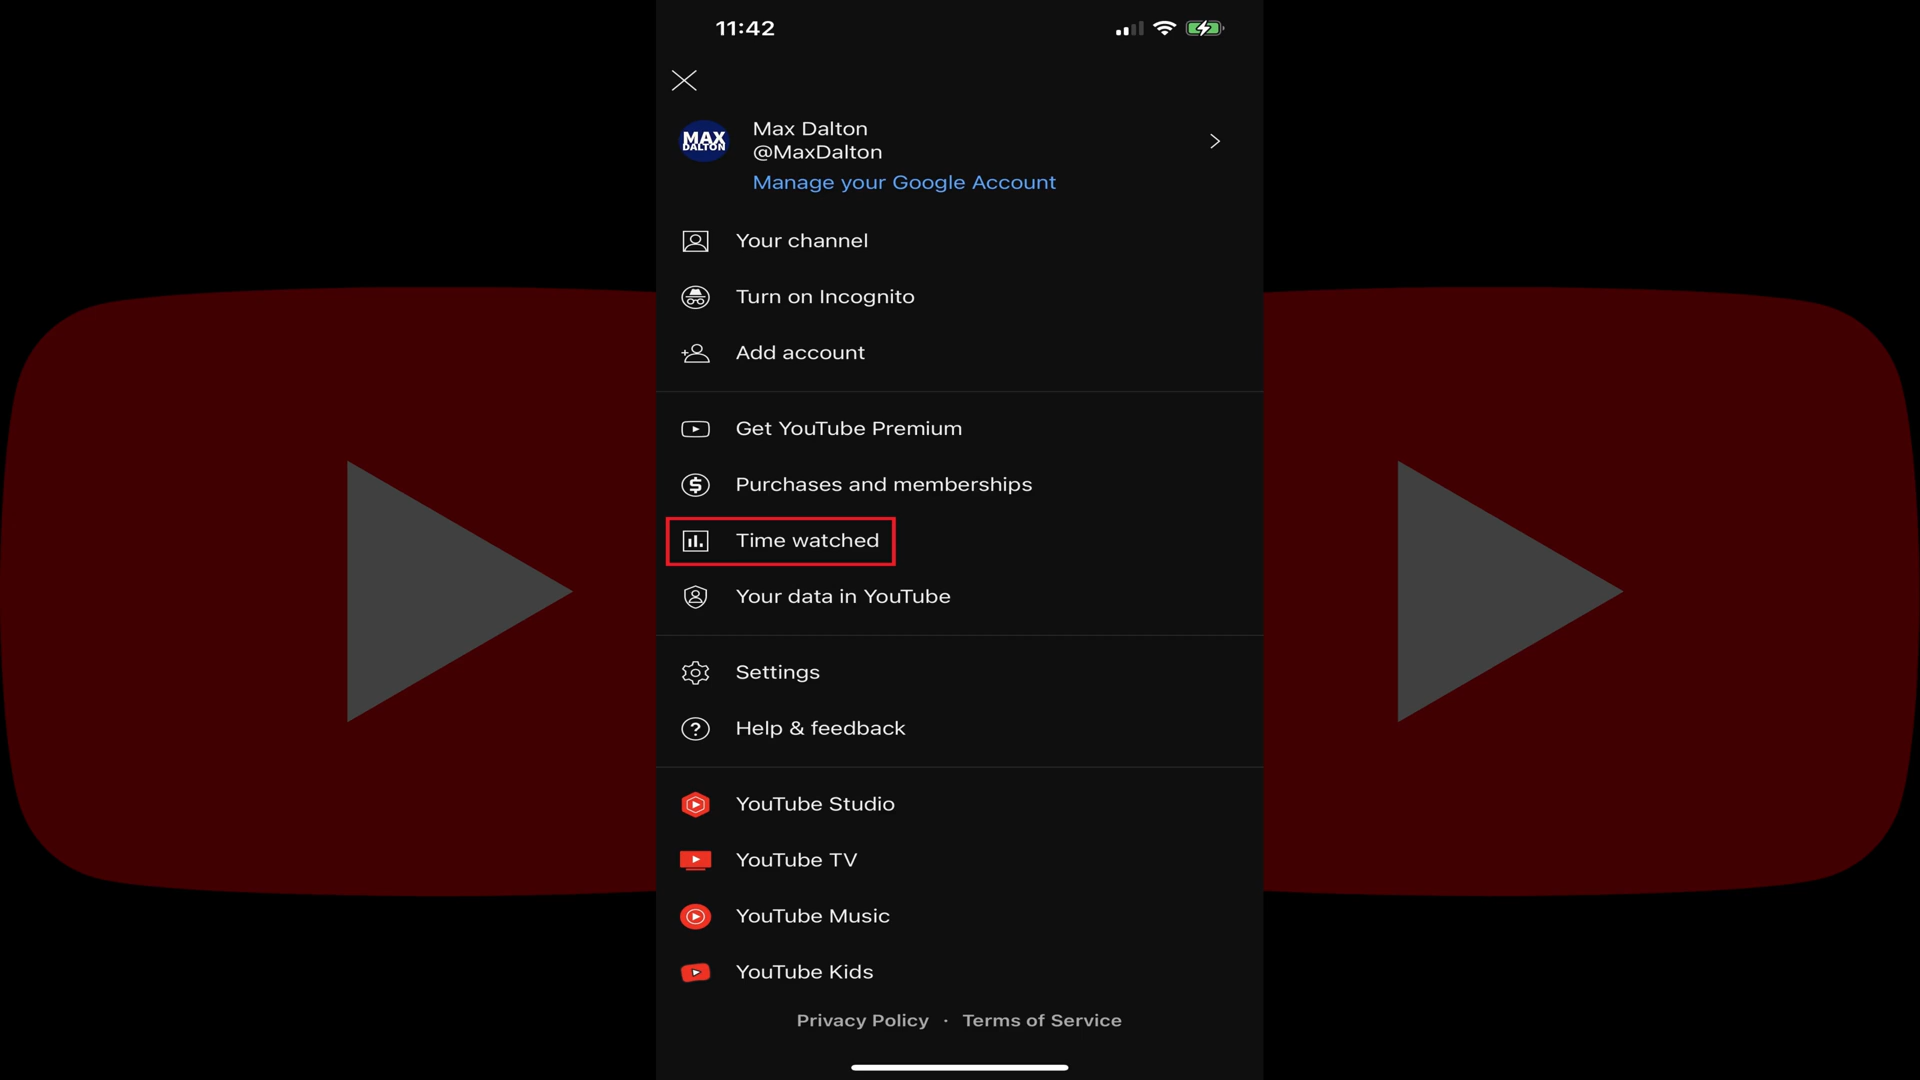 11:42
MAX
DALTON
Max Dalton
@MaxDalton
Manage your Google Account
Your channel
Turn on Incognito
Add account
Get YouTube Premium
Purchases and memberships
Time watched
Your data in YouTube
Settings
Help & feedback
YouTube Studio
YouTube TV
YouTube Music
YouTube Kids
Privacy Policy · Terms of Service